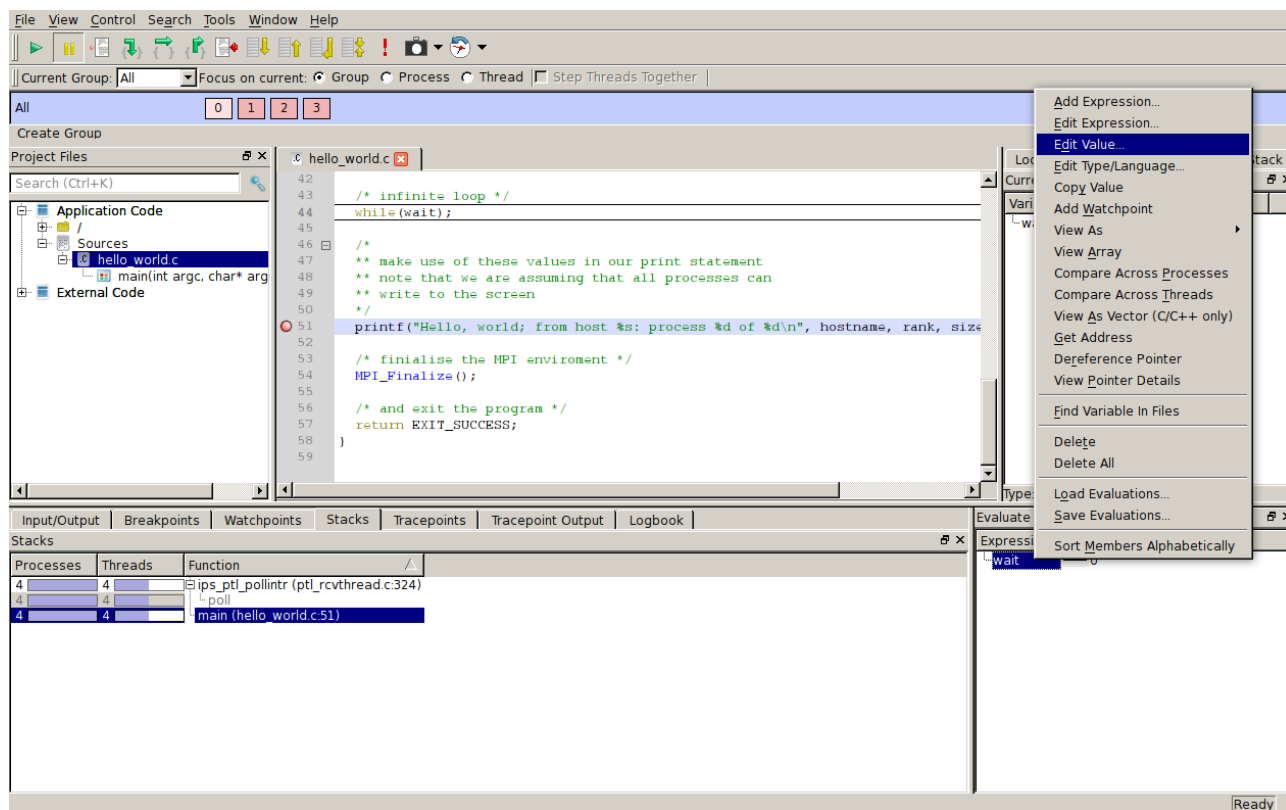 File View Control Search Tools Window Help
Current Group: All Focus on current: Group Process Thread Step Threads Together
All 0 1 2 3
Create Group
Project Files
Search (Ctrl+K)
Application Code
/
Sources
hello_world.c
main(int argc, char* arg
External Code
hello_world.c
42
43 /* infinite loop */
44 while(wait);
45
46 /*
47 ** make use of these values in our print statement
48 ** note that we are assuming that all processes can
49 ** write to the screen
50 */
51 printf("Hello, world; from host %s: process %d of %d\n", hostname, rank, size
52
53 /* finialise the MPI enviroment */
54 MPI_Finalize();
55
56 /* and exit the program */
57 return EXIT_SUCCESS;
58 }
59
Loc
tack
Curre
Vari
wa
Type:
Add Expression...
Edit Expression...
Edit Value...
Edit Type/Language...
Copy Value
Add Watchpoint
View As
View Array
Compare Across Processes
Compare Across Threads
View As Vector (C/C++ only)
Get Address
Dereference Pointer
View Pointer Details
Find Variable In Files
Delete
Delete All
Load Evaluations...
Save Evaluations...
Sort Members Alphabetically
Input/Output Breakpoints Watchpoints Stacks Tracepoints Tracepoint Output Logbook
Stacks
Processes Threads Function
4 4 ips_ptl_pollintr (ptl_rcvthread.c:324)
4 4 poll
4 4 main (hello_world.c:51)
Evaluate
Expressi
wait 0
Ready